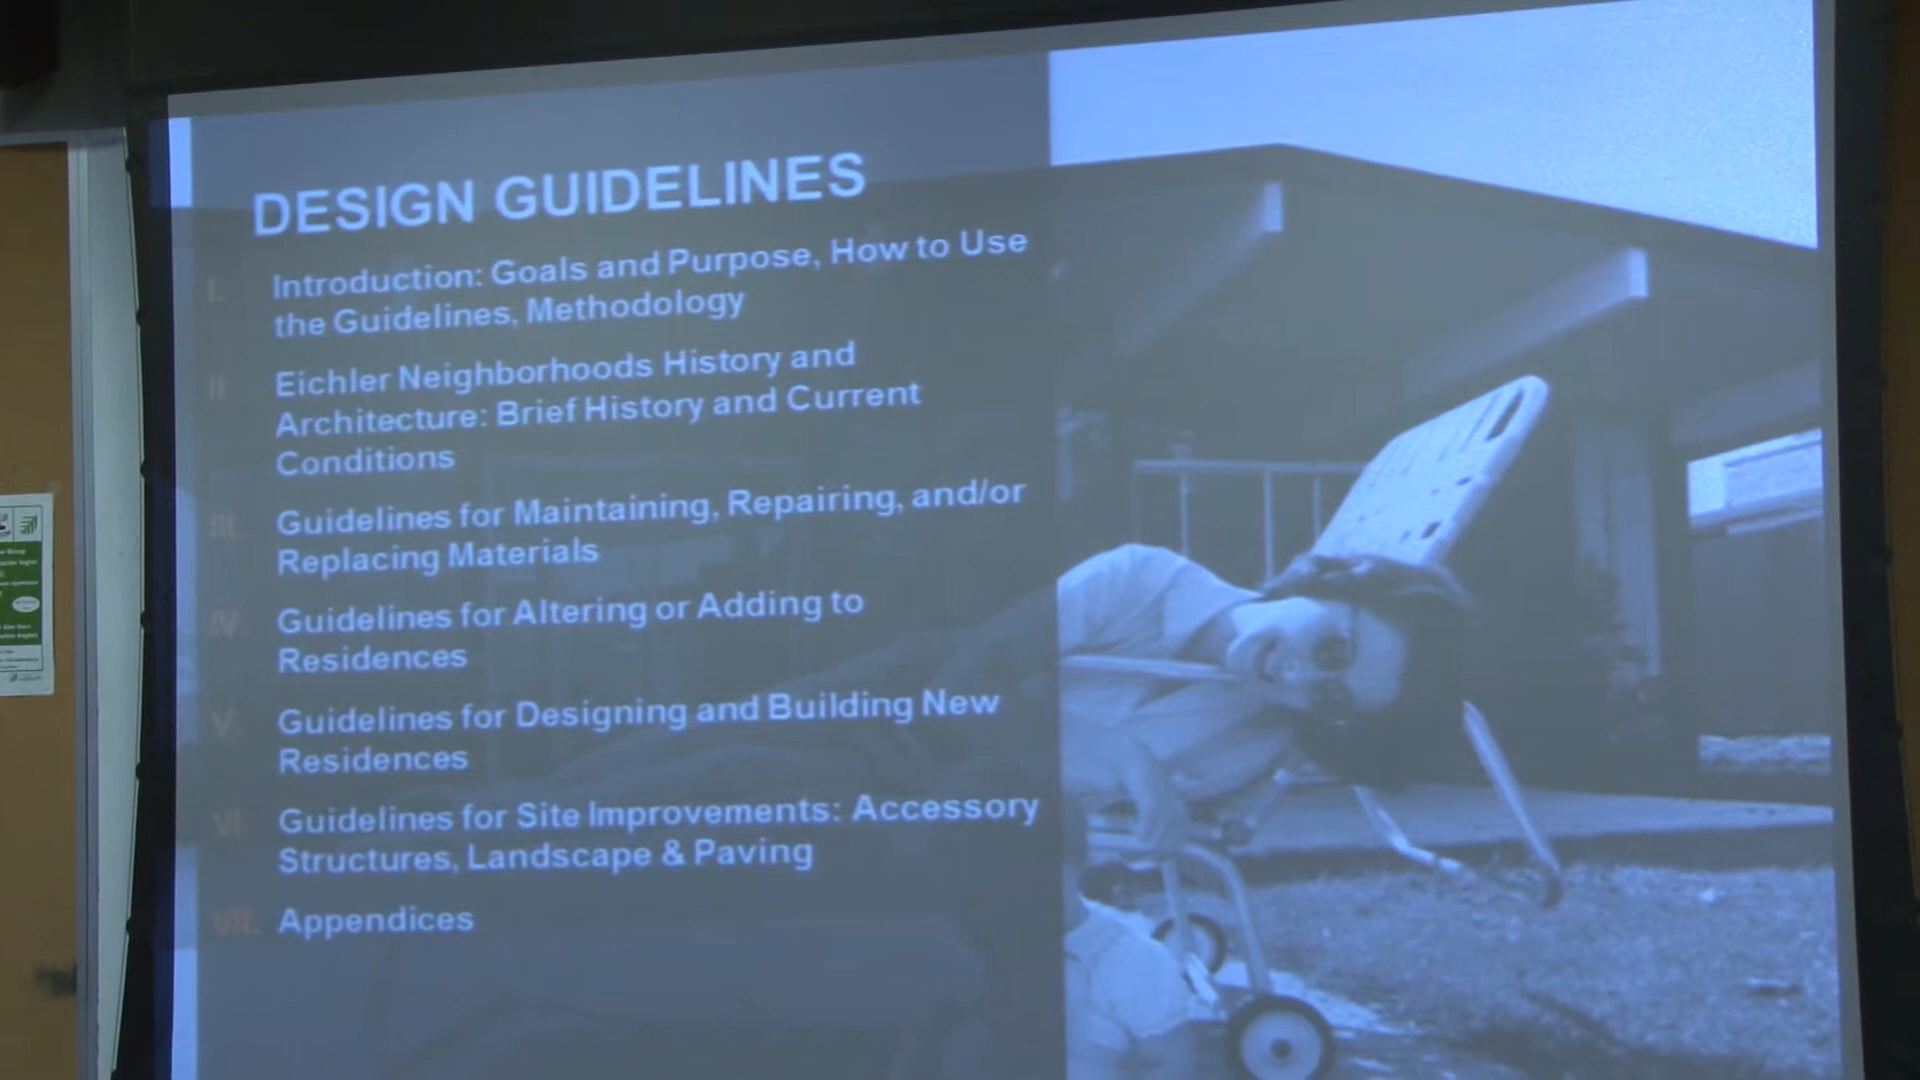 DESIGN GUIDELINES
I. Introduction: Goals and Purpose, How to Use
the Guidelines, Methodology
II Eichler Neighborhoods History and
Architecture: Brief History and Current
Conditions
III. Guidelines for Maintaining, Repairing, and/or
Replacing Materials
IV. Guidelines for Altering or Adding to
Residences
V. Guidelines for Designing and Building New
Residences
VI. Guidelines for Site Improvements: Accessory
Structures, Landscape & Paving
VII. Appendices